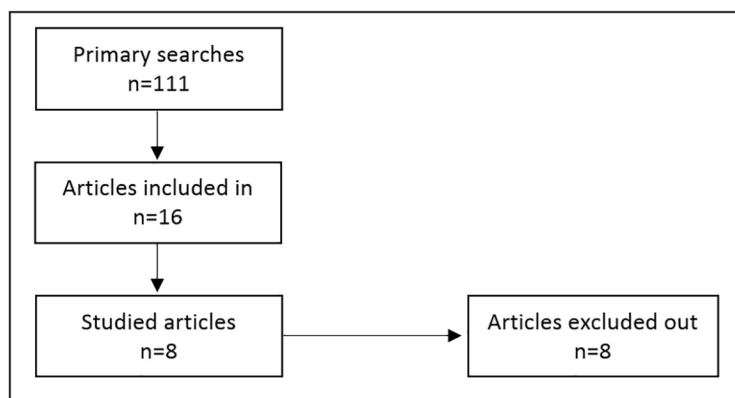 Primary searches
n=111
Articles included in
n=16
Studied articles
n=8
Articles excluded out
n=8